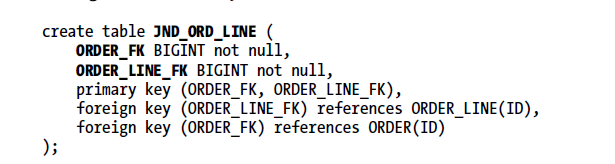 create table JND_ORD_LINE (
ORDER_FK BIGINT not null,
ORDER_LINE_FK BIGINT not null,
primary key (ORDER_FK, ORDER_LINE_FK),
foreign key (ORDER_LINE_FK) references ORDER_LINE(ID),
foreign key (ORDER_FK) references ORDER(ID)
);